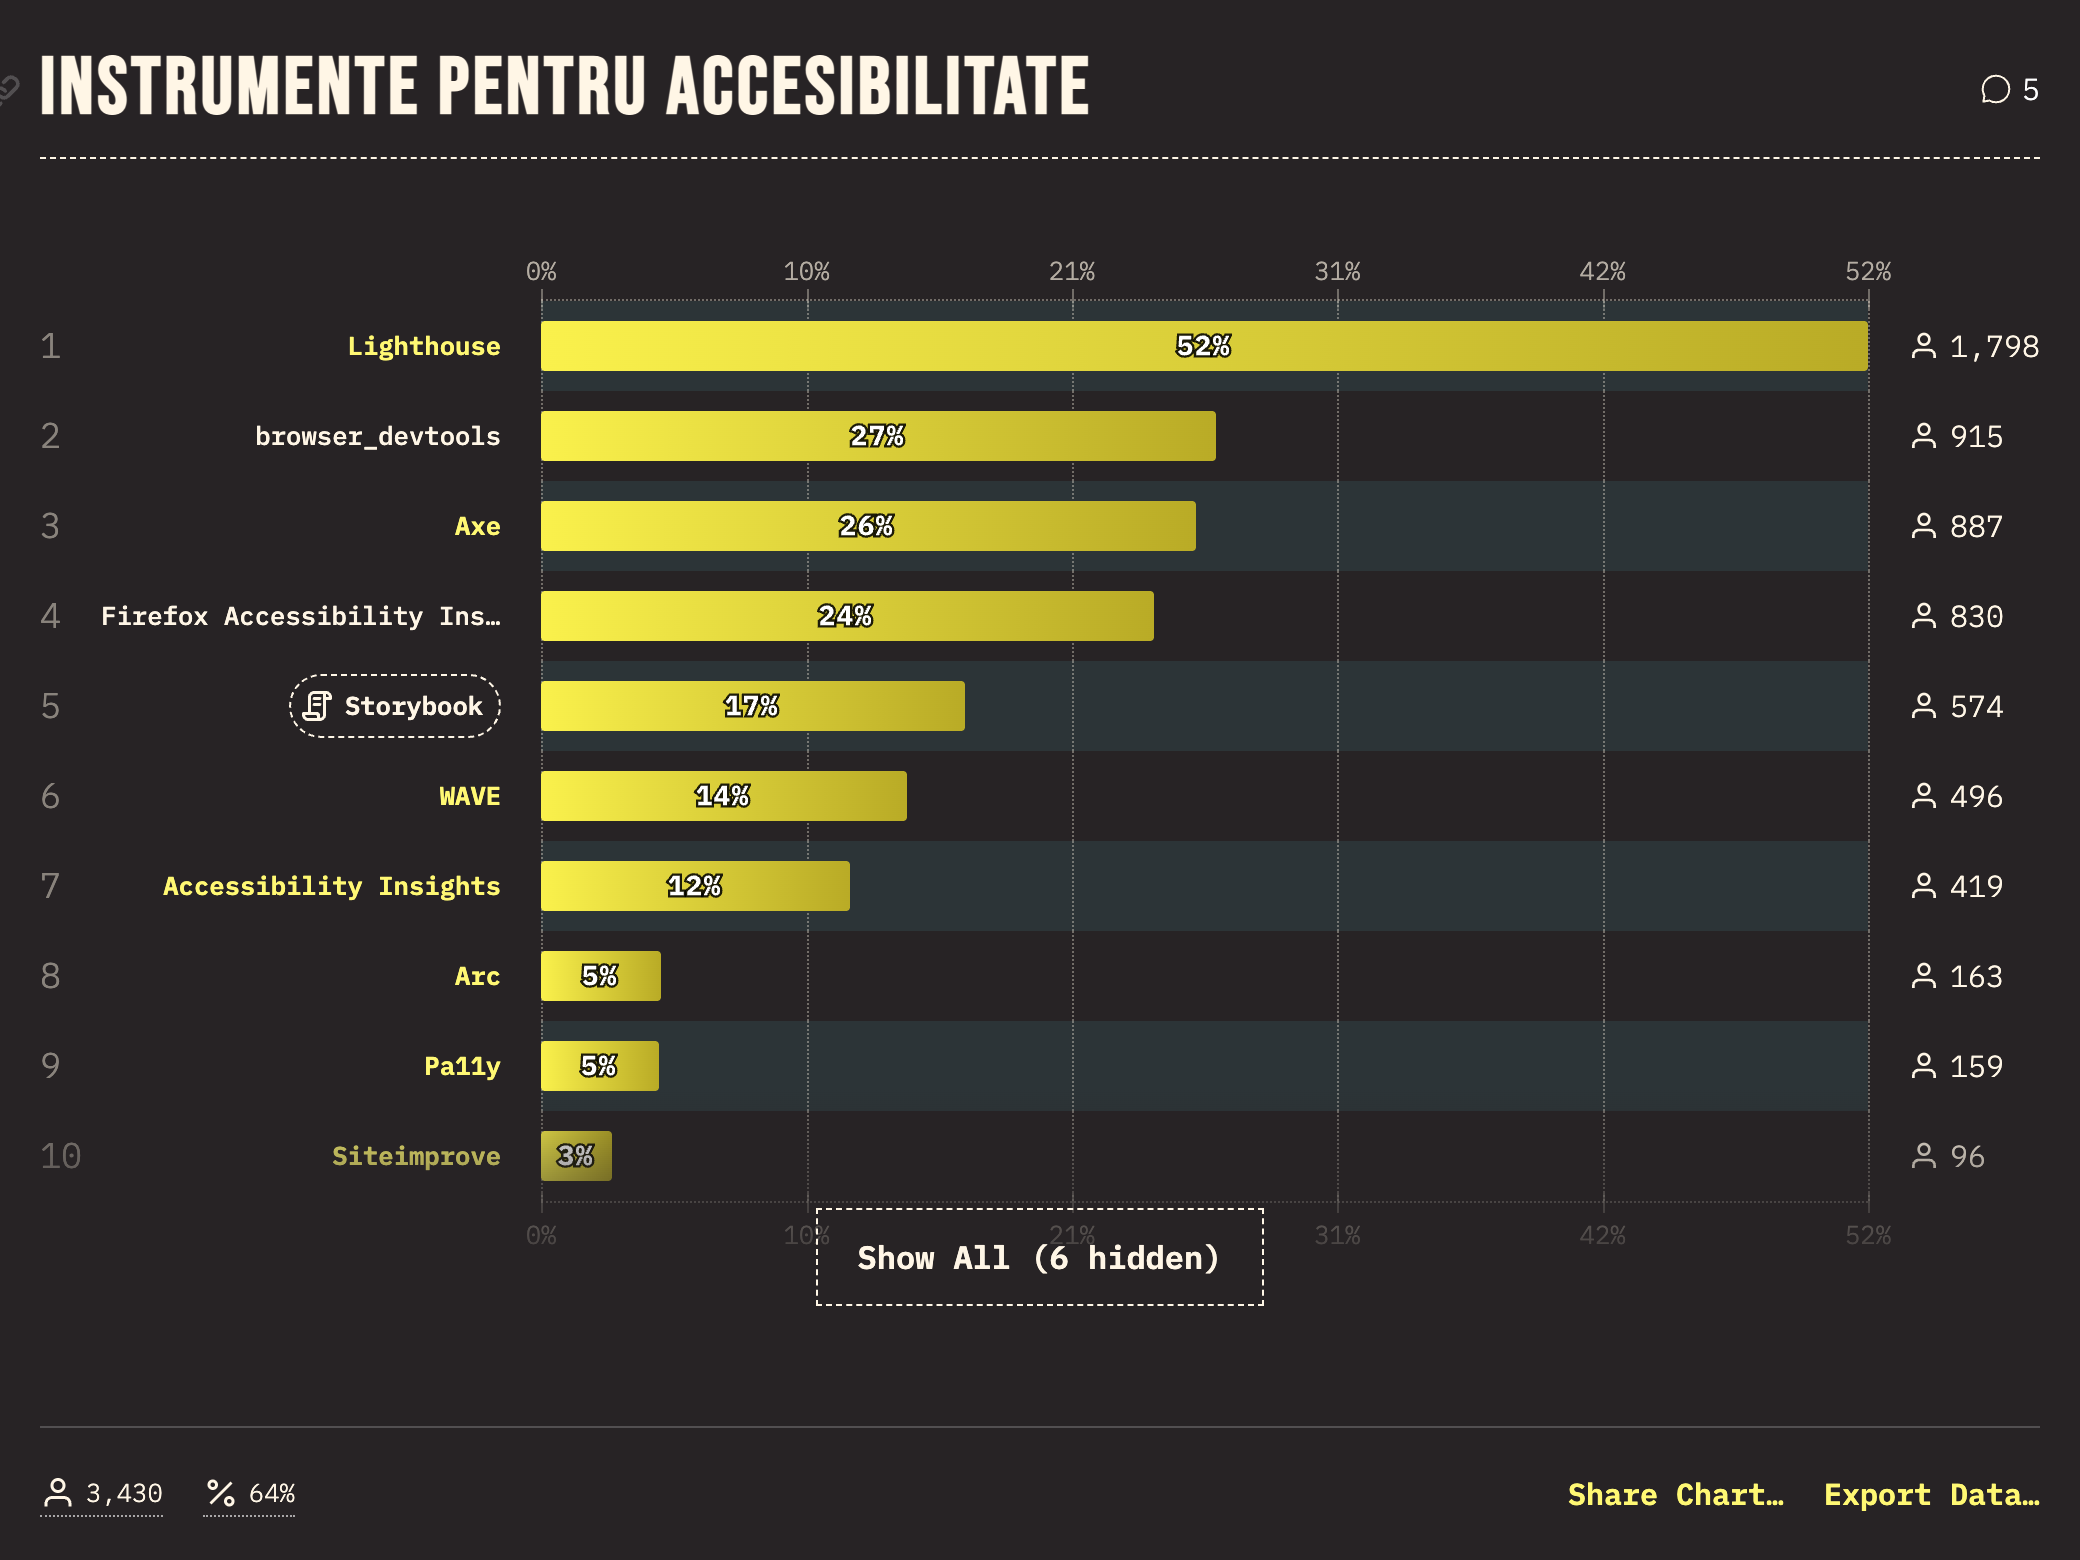 INSTRUMENTE PENTRU ACCESIBILITATE
5
0% 10% 21% 31% 42% 52%
1 Lighthouse 52% 1,798
2 browser_devtools 27% 915
3 Axe 26% 887
4 Firefox Accessibility Ins… 24% 830
5 Storybook 17% 574
6 WAVE 14% 496
7 Accessibility Insights 12% 419
8 Arc 5% 163
9 Pa11y 5% 159
10 Siteimprove 3% 96
0% 10% 21% 31% 42% 52%
Show All (6 hidden)
3,430 64% Share Chart… Export Data…